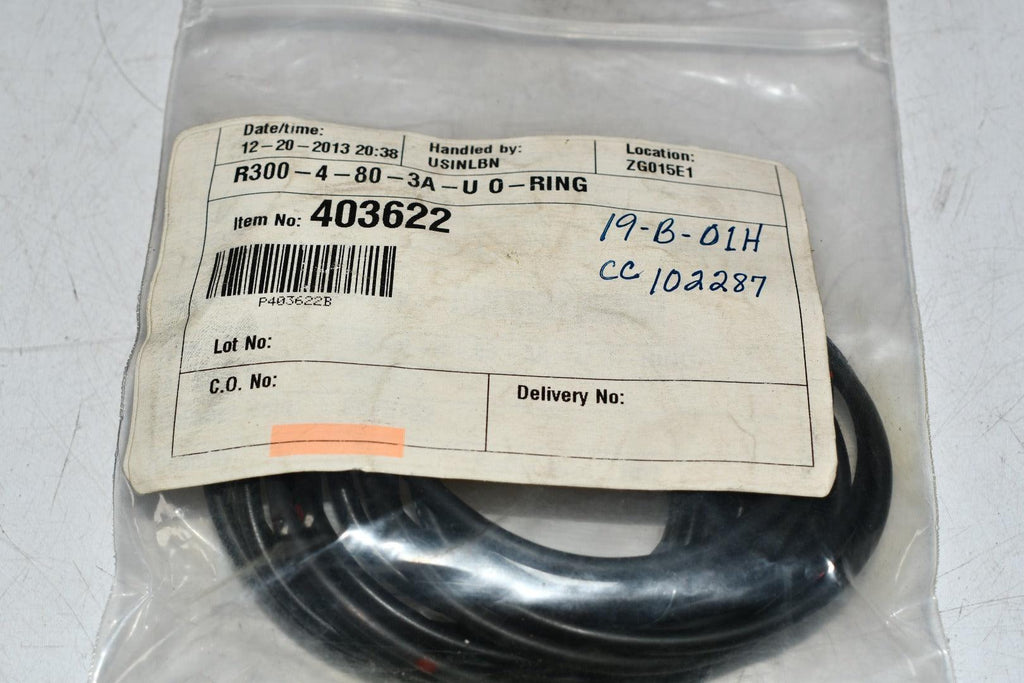 Date/time:
12-20-2013 20:38
Handled by:
USINLBN
Location:
ZG015E1
R300-4-80-3A-U O-RING
Item No: 403622
19-B-01H
CC 102287
P403622B
Lot No:
C.O. No:
Delivery No: